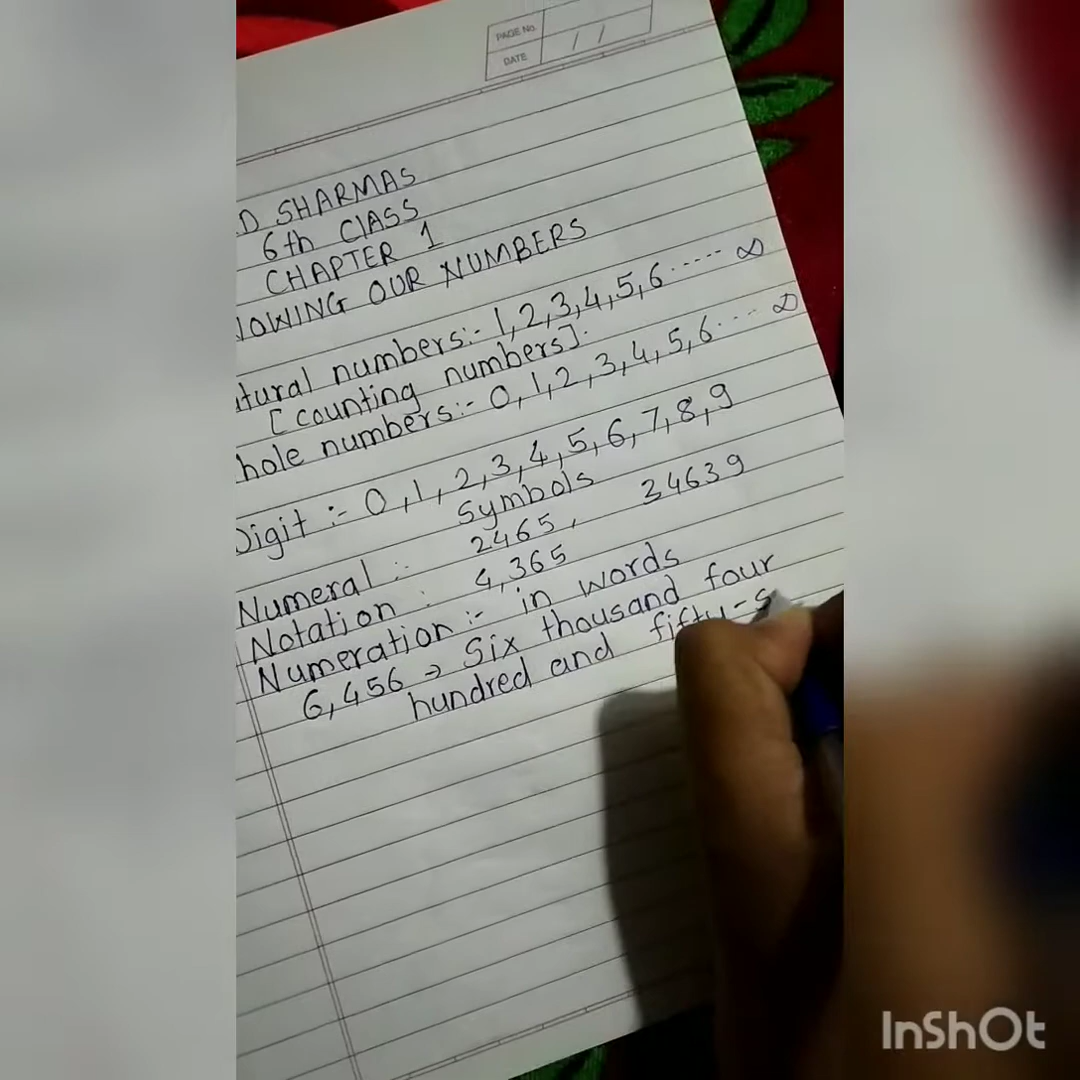 PAGE No.
DATE / /
D SHARMAS
6th CLASS
CHAPTER 1
NOWING OUR NUMBERS
tural numbers:- 1,2,3,4,5,6 ...... ∞
[counting numbers].
hole numbers:- 0,1,2,3,4,5,6.... ∞
Digit :- 0,1,2,3,4,5,6,7,8,9
Symbols
Numeral : 2465, 34639
Notation : 4,365
Numeration :- in words
6,456 → Six thousand four
hundred and fifty-s
InShOt